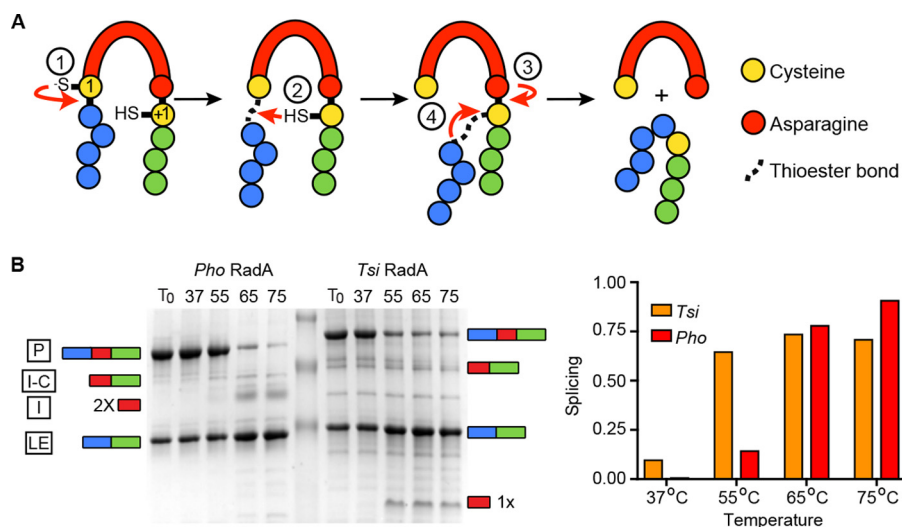 A
1
-S
1
HS
+1
2
HS
3
4
+
Cysteine
Asparagine
Thioester bond
B
Pho RadA
Tsi RadA
T0 37 55 65 75
T0 37 55 65 75
P
I-C
2X
I
LE
1x
Splicing
1.00
0.75
0.50
0.25
0.00
Tsi
Pho
37°C 55°C 65°C 75°C
Temperature